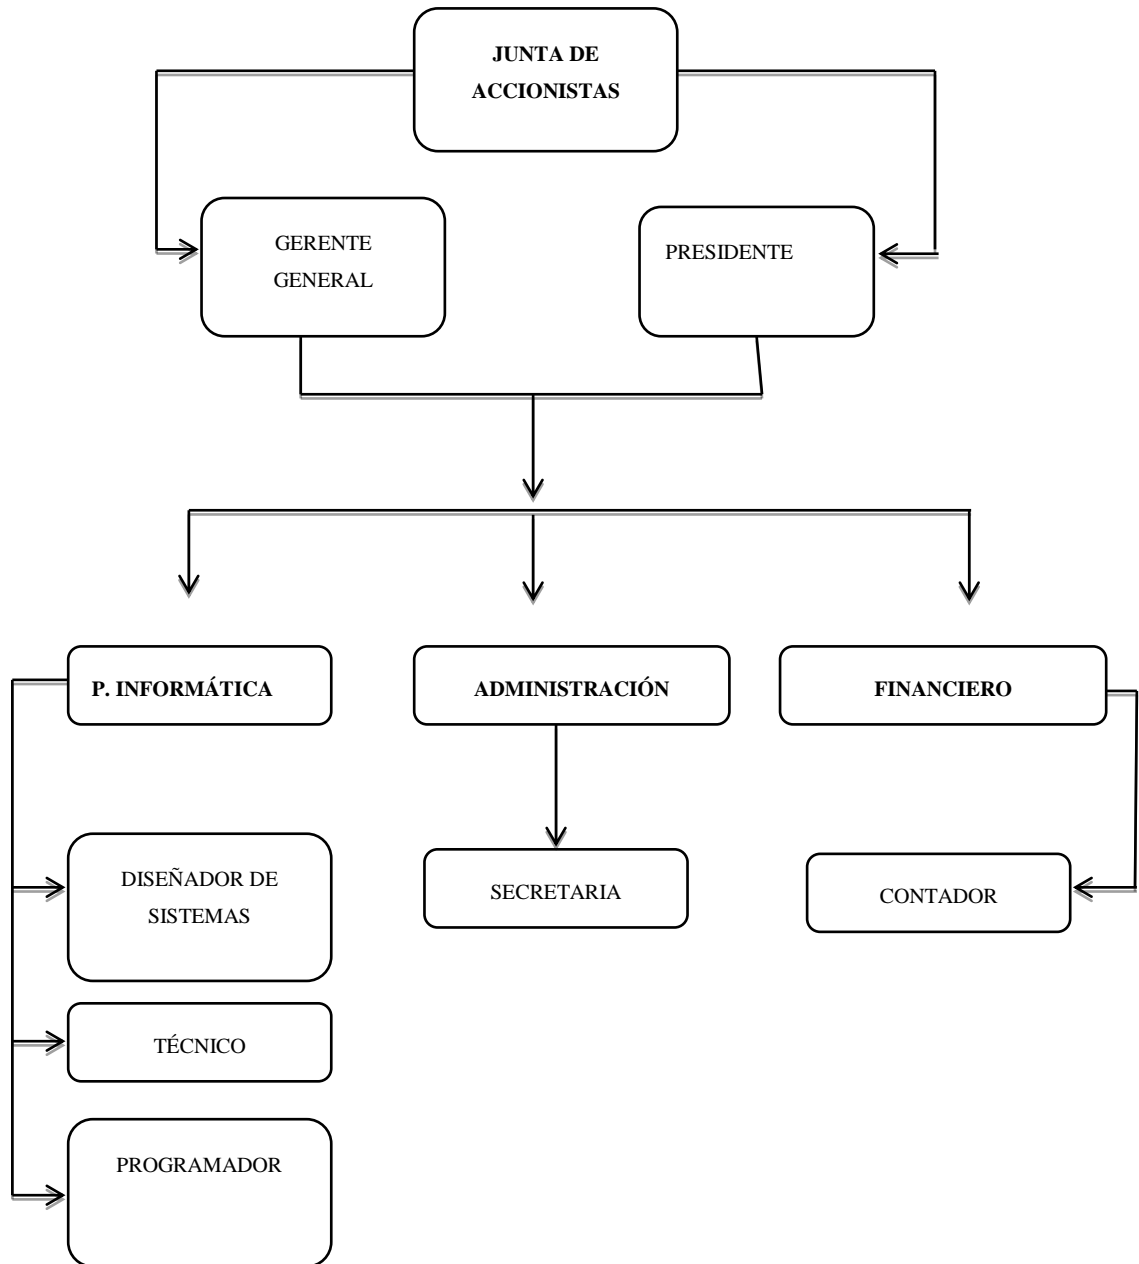 JUNTA DE
ACCIONISTAS
GERENTE
GENERAL
PRESIDENTE
P. INFORMÁTICA
ADMINISTRACIÓN
FINANCIERO
DISEÑADOR DE
SISTEMAS
SECRETARIA
CONTADOR
TÉCNICO
PROGRAMADOR